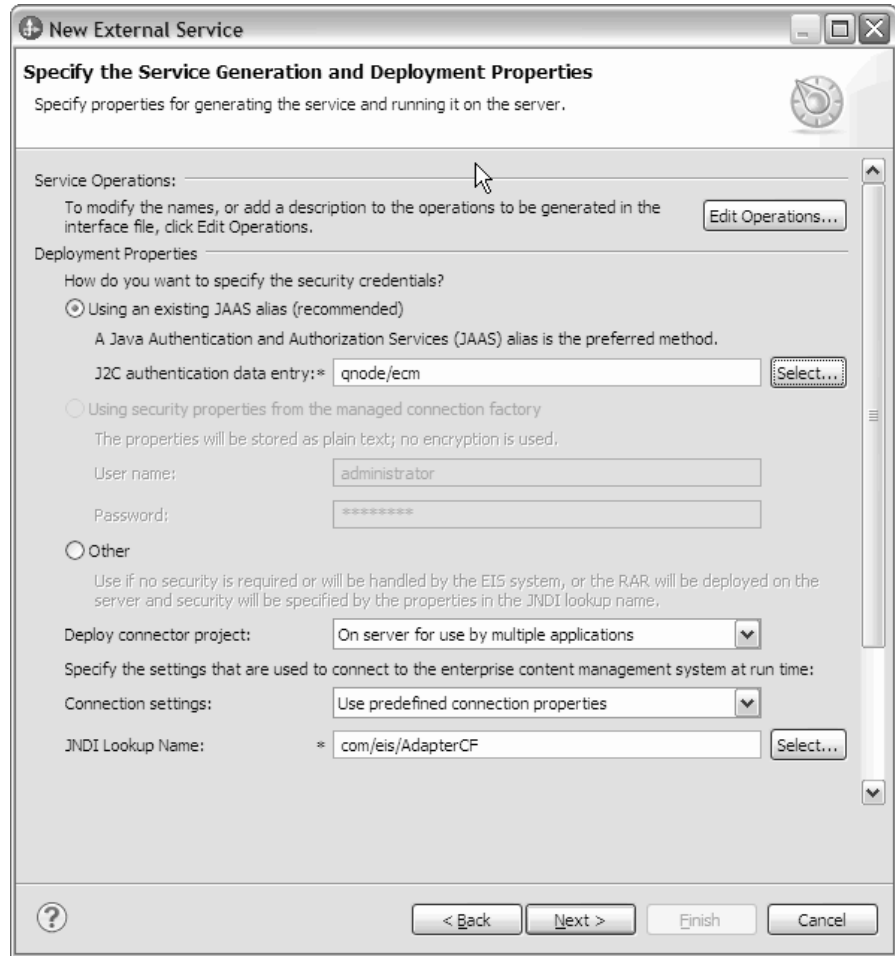 New External Service
Specify the Service Generation and Deployment Properties
Specify properties for generating the service and running it on the server.
Service Operations:
To modify the names, or add a description to the operations to be generated in the
interface file, click Edit Operations.
Edit Operations...
Deployment Properties
How do you want to specify the security credentials?
Using an existing JAAS alias (recommended)
A Java Authentication and Authorization Services (JAAS) alias is the preferred method.
J2C authentication data entry:* qnode/ecm Select...
Using security properties from the managed connection factory
The properties will be stored as plain text; no encryption is used.
User name: administrator
Password: ********
Other
Use if no security is required or will be handled by the EIS system, or the RAR will be deployed on the
server and security will be specified by the properties in the JNDI lookup name.
Deploy connector project: On server for use by multiple applications
Specify the settings that are used to connect to the enterprise content management system at run time:
Connection settings: Use predefined connection properties
JNDI Lookup Name: * com/eis/AdapterCF Select...
? < Back Next > Finish Cancel